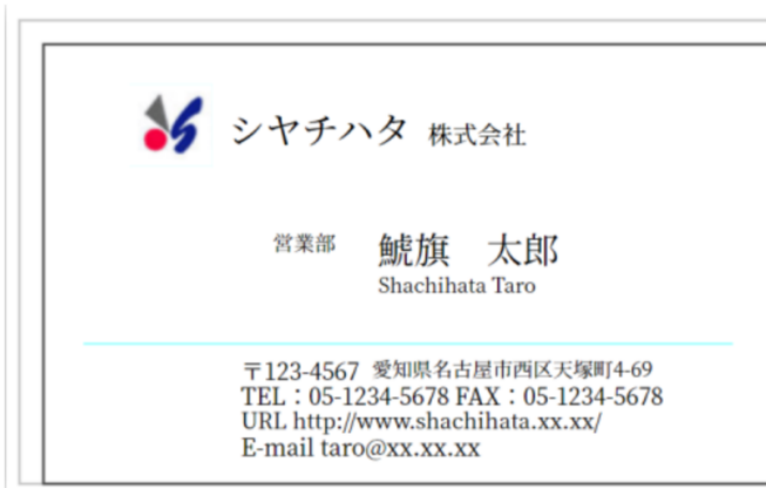 シヤチハタ 株式会社
営業部 鯱旗 太郎
Shachihata Taro
〒123-4567 愛知県名古屋市西区天塚町4-69
TEL：05-1234-5678 FAX：05-1234-5678
URL http://www.shachihata.xx.xx/
E-mail taro@xx.xx.xx